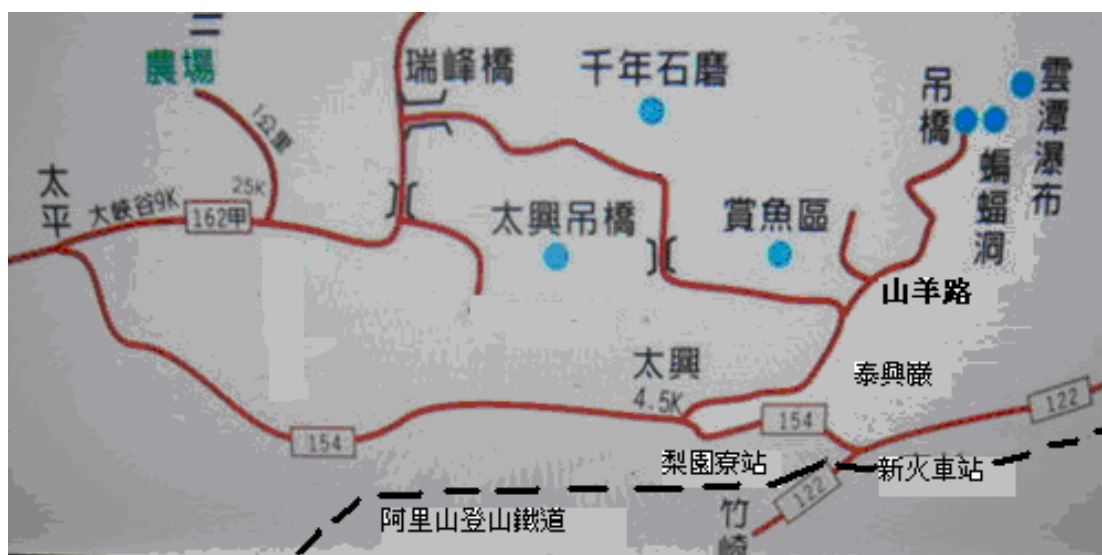 二
農場
1公里
25K
太平
大峽谷9K
162甲
瑞峰橋
千年石磨
太興吊橋
賞魚區
吊橋
蝙蝠洞
雲潭瀑布
山羊路
泰興巖
太興
4.5K
154
154
122
122
梨園寮站
新火車站
阿里山登山鐵道
竹崎